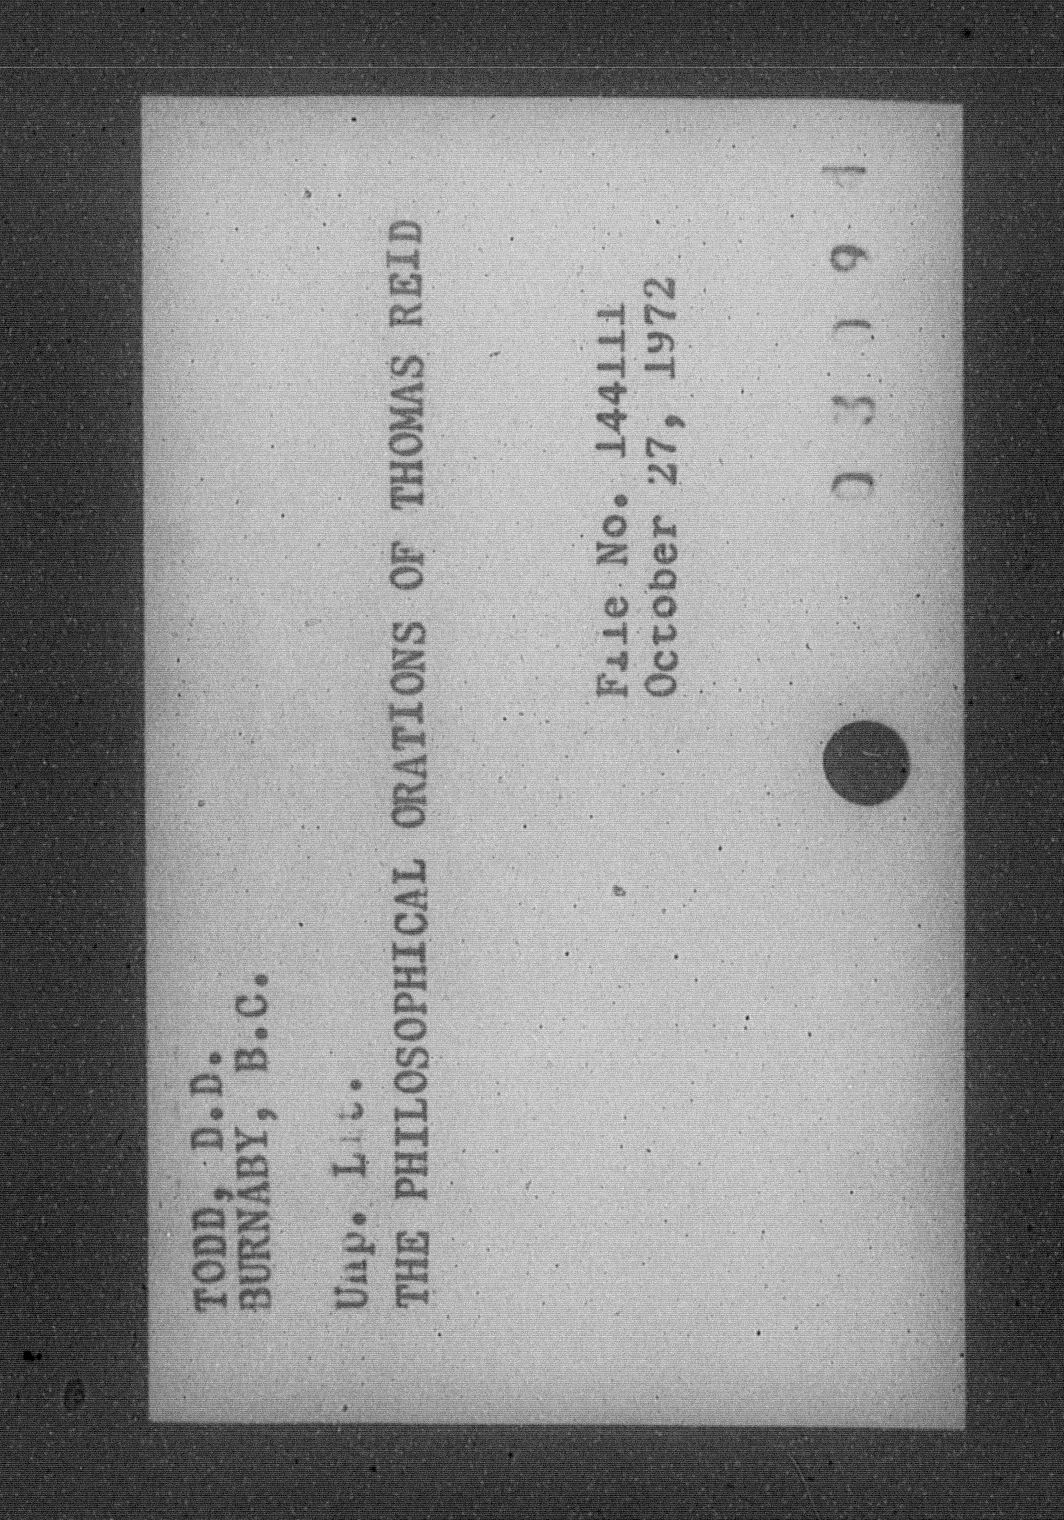 TODD, D.D.
BURNABY, B.C.
Unp. Lit.
THE PHILOSOPHICAL ORATIONS OF THOMAS REID
File No. 144111
October 27, 1972